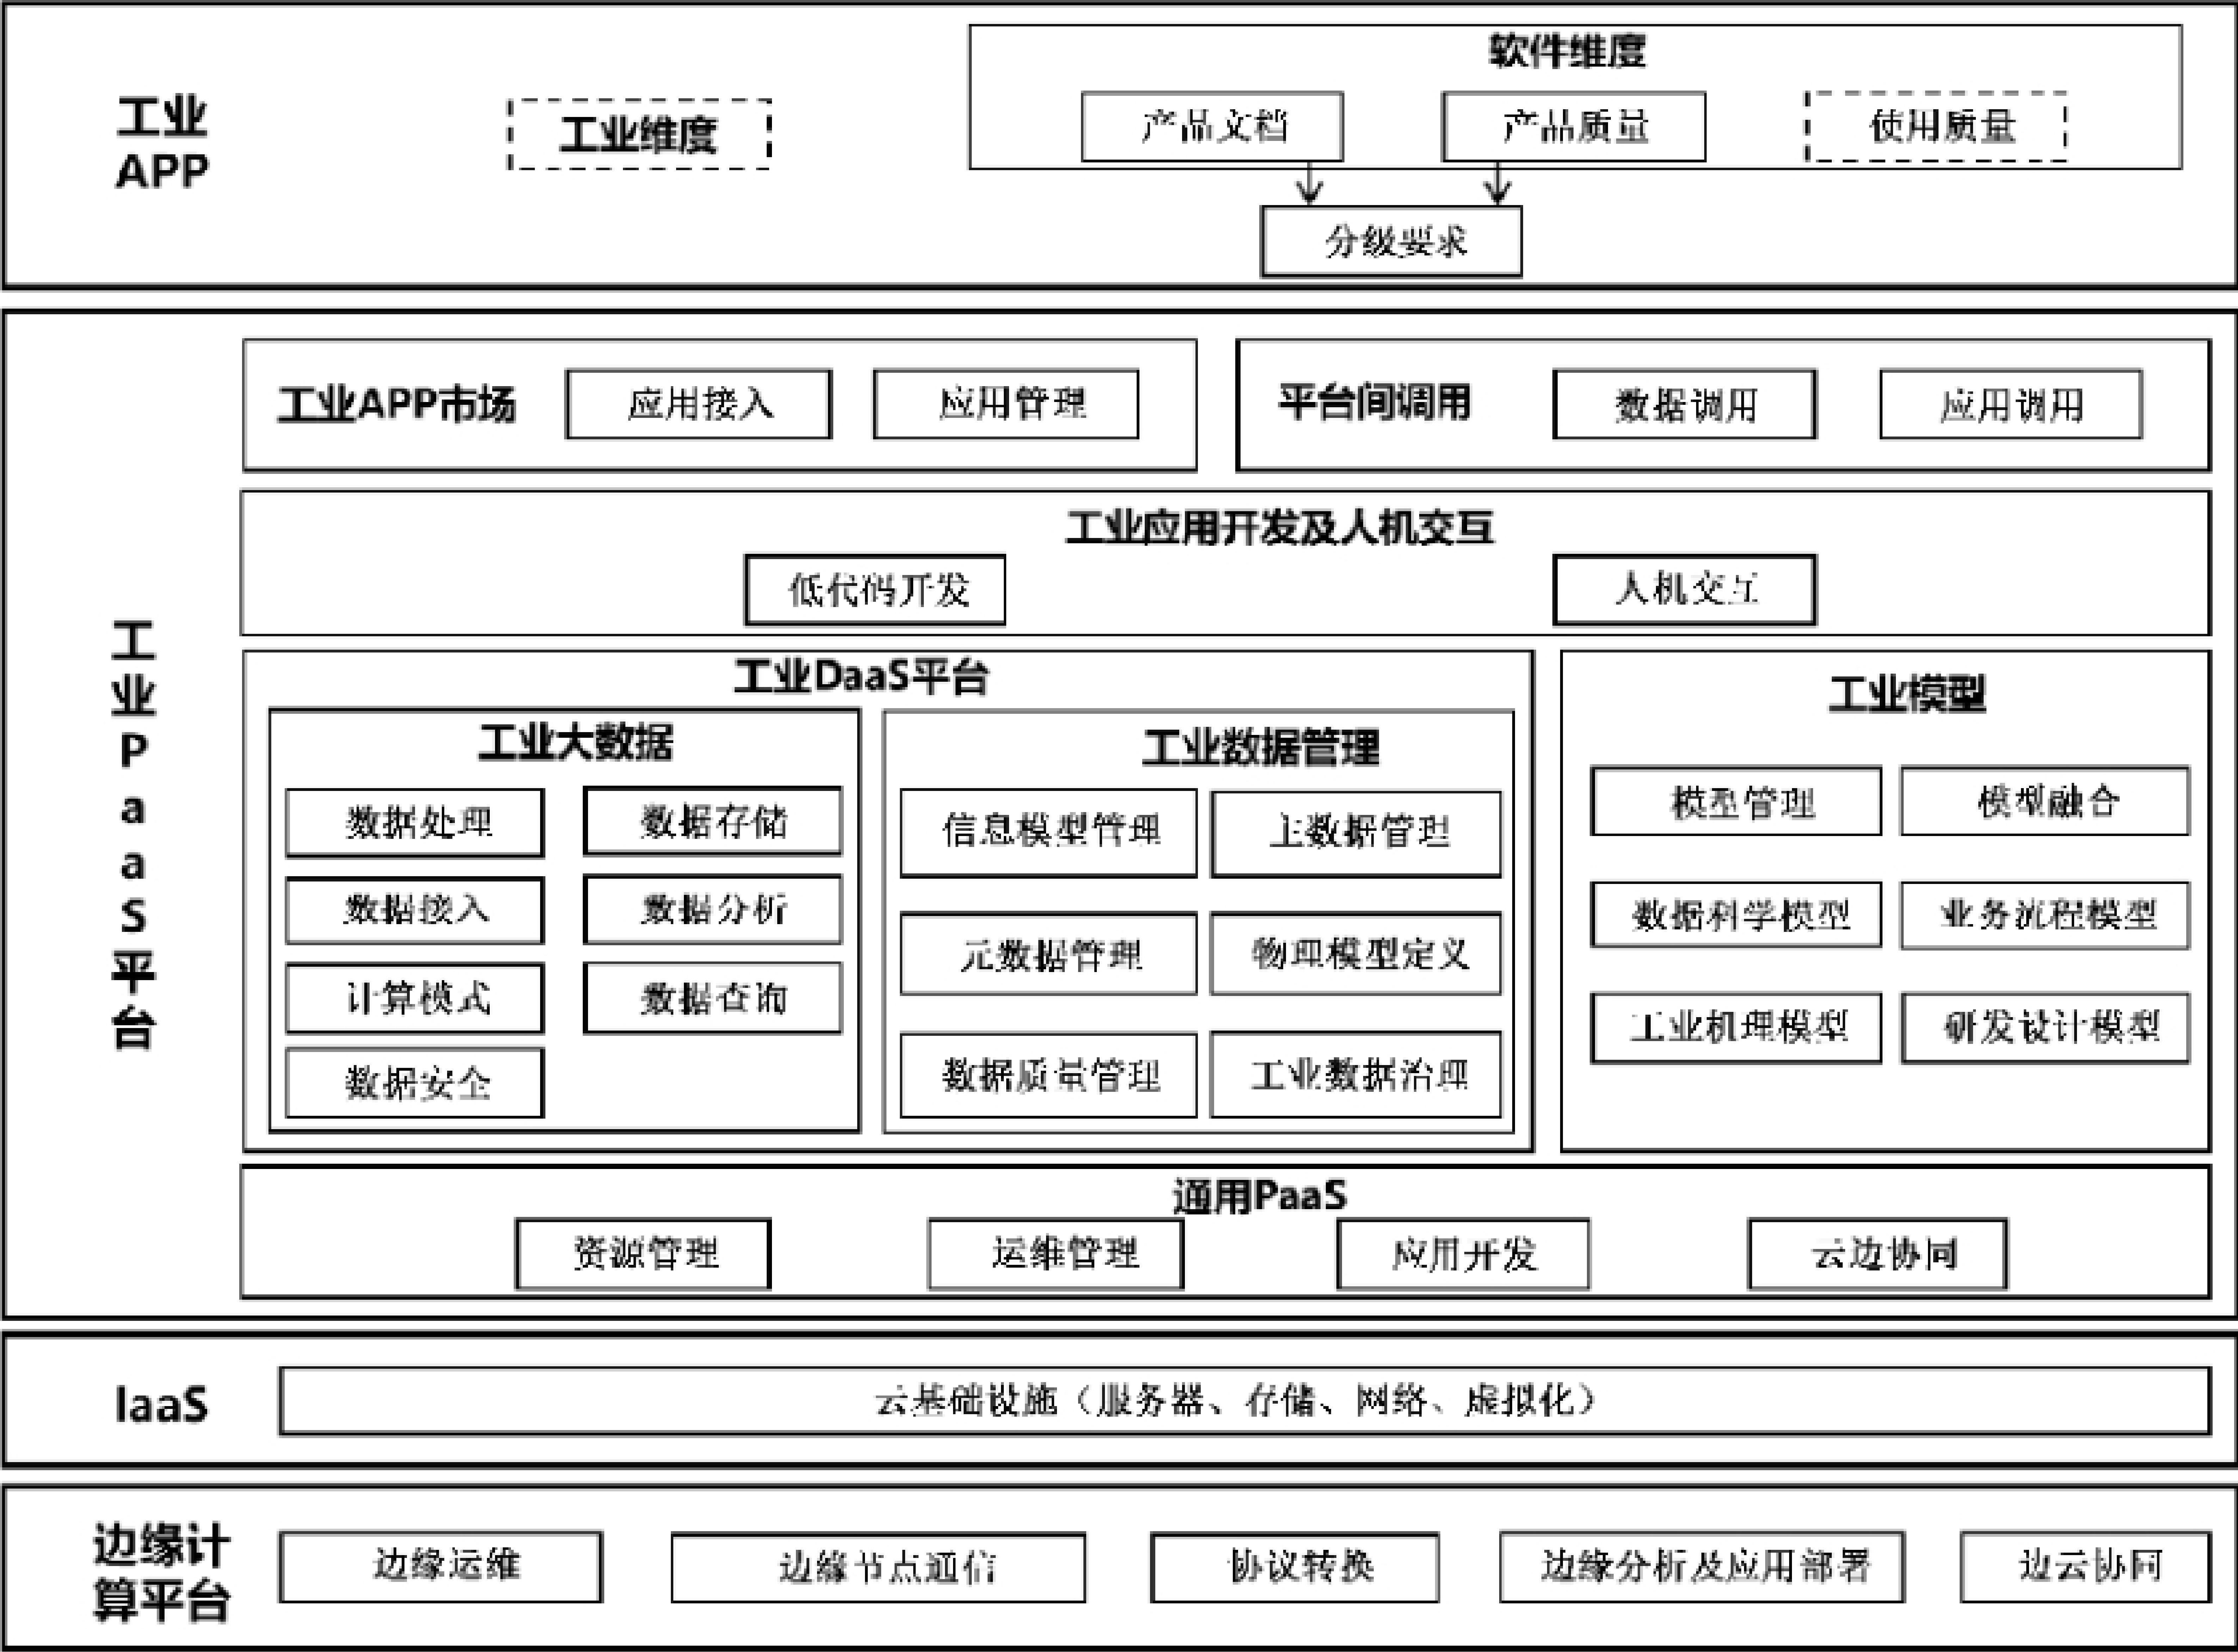 工业
APP
工业维度
软件维度
产品文档
产品质量
使用质量
分级要求
工业PaaS平台
工业APP市场
应用接入
应用管理
平台间调用
数据调用
应用调用
工业应用开发及人机交互
低代码开发
人机交互
工业DaaS平台
工业大数据
数据处理
数据存储
数据接入
数据分析
计算模式
数据查询
数据安全
工业数据管理
信息模型管理
主数据管理
元数据管理
物理模型定义
数据质量管理
工业数据治理
工业模型
模型管理
模型融合
数据科学模型
业务流程模型
工业机理模型
研发设计模型
通用PaaS
资源管理
运维管理
应用开发
云边协同
IaaS
云基础设施（服务器、存储、网络、虚拟化）
边缘计
算平台
边缘运维
边缘节点通信
协议转换
边缘分析及应用部署
边云协同